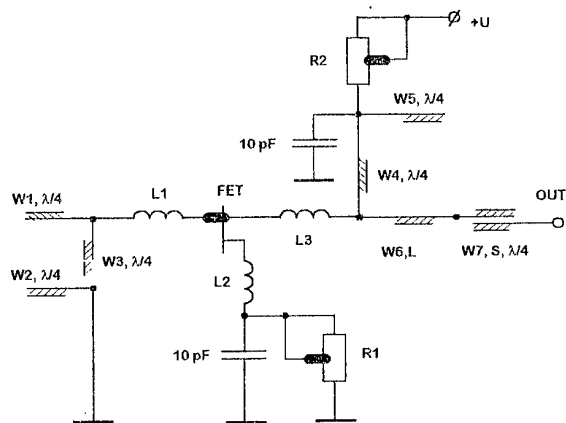 +U
R2
W5, λ/4
10 pF
W4, λ/4
W1, λ/4
L1
FET
OUT
L3
W3, λ/4
W6,L
W7, S, λ/4
W2, λ/4
L2
10 pF
R1